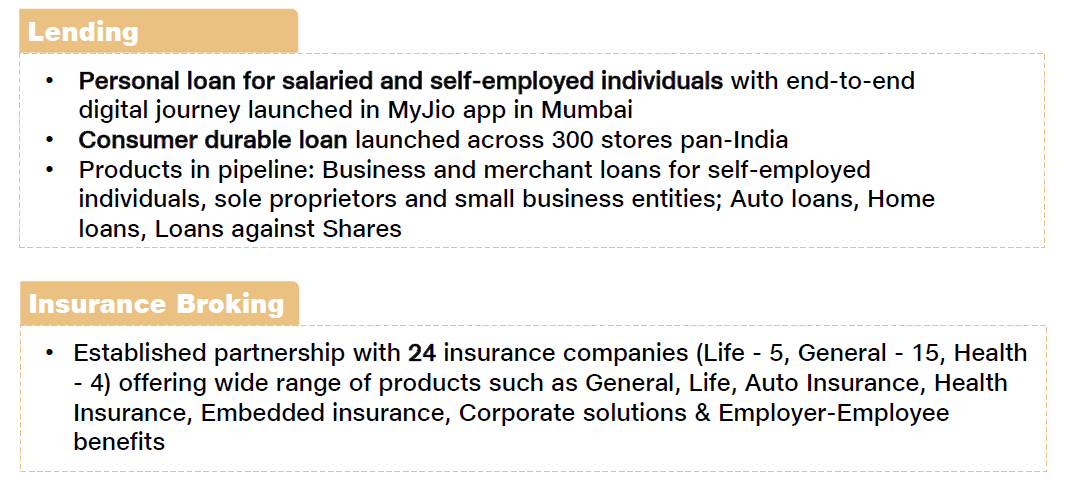 Lending
• Personal loan for salaried and self-employed individuals with end-to-end
digital journey launched in MyJio app in Mumbai
• Consumer durable loan launched across 300 stores pan-India
• Products in pipeline: Business and merchant loans for self-employed
individuals, sole proprietors and small business entities; Auto loans, Home
loans, Loans against Shares
Insurance Broking
• Established partnership with 24 insurance companies (Life - 5, General - 15, Health
- 4) offering wide range of products such as General, Life, Auto Insurance, Health
Insurance, Embedded insurance, Corporate solutions & Employer-Employee
benefits